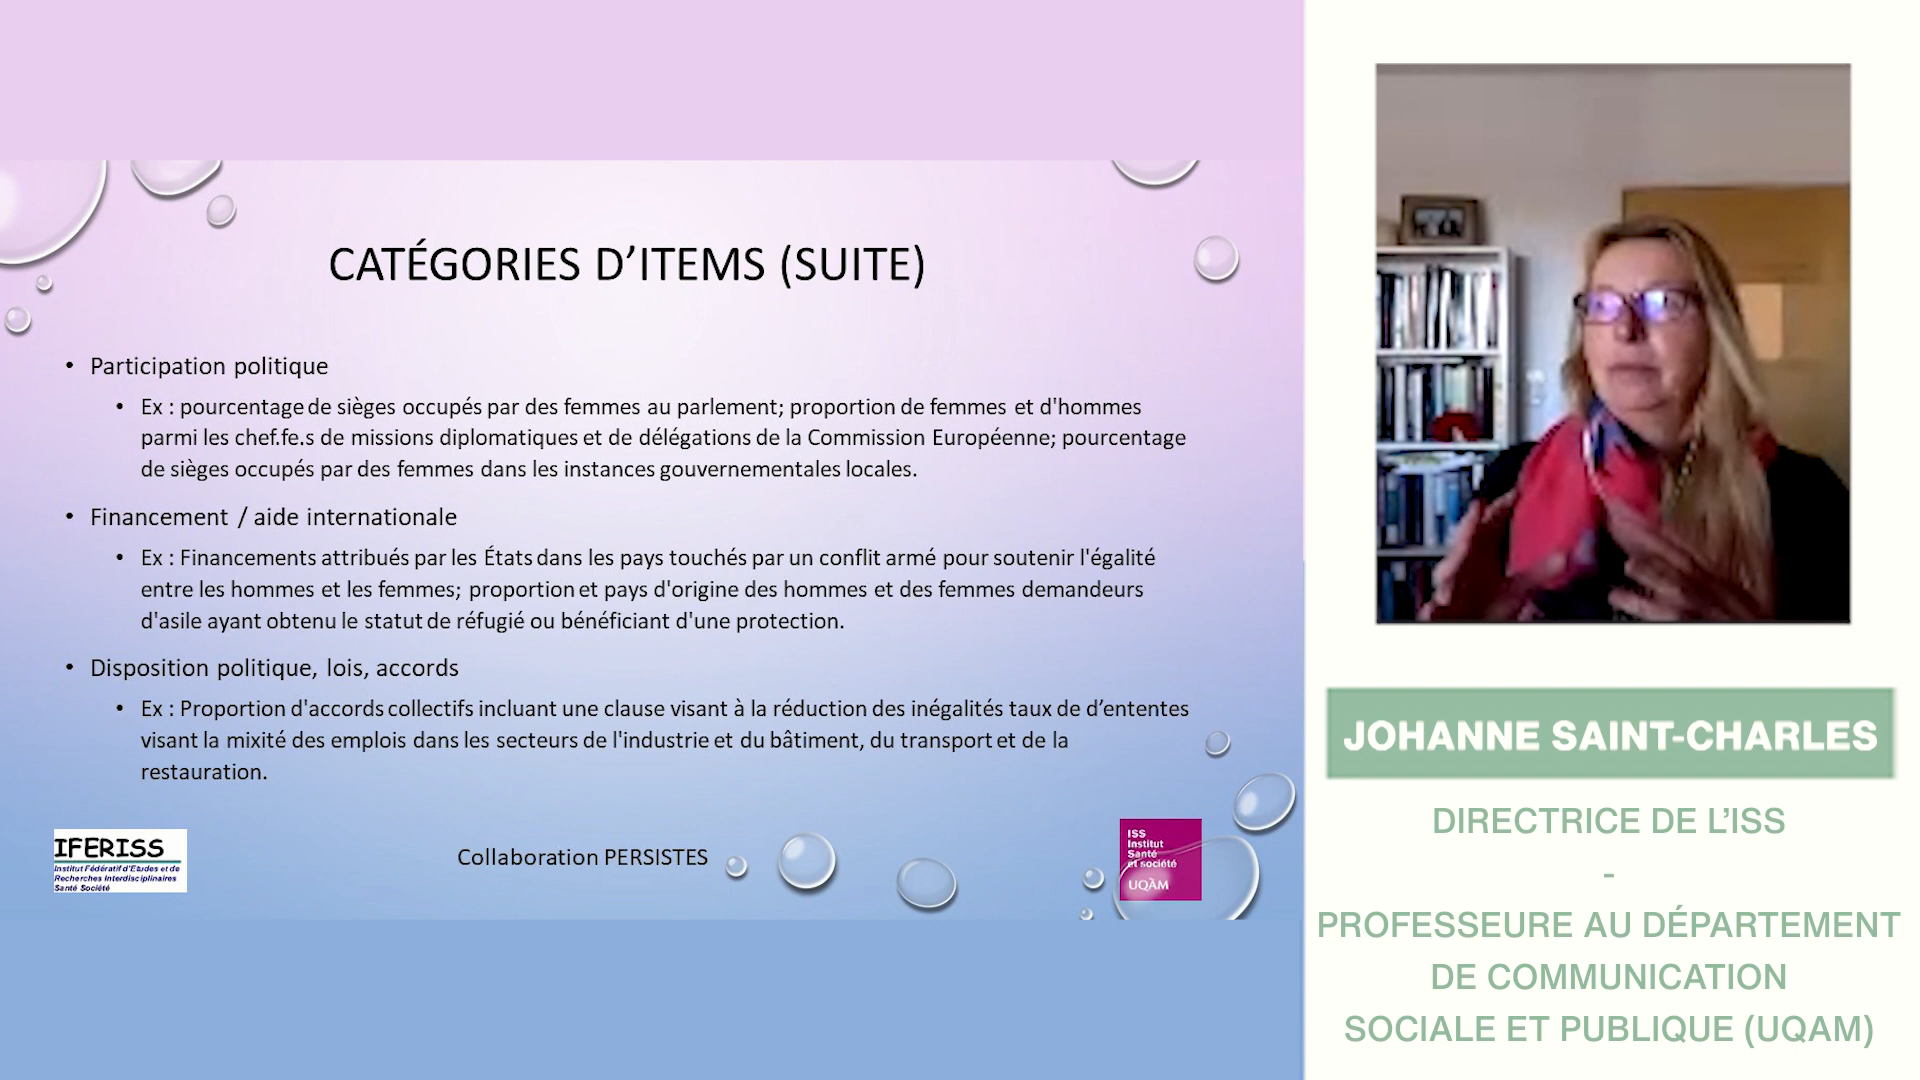 CATÉGORIES D’ITEMS (SUITE)
• Participation politique
• Ex : pourcentage de sièges occupés par des femmes au parlement; proportion de femmes et d'hommes
parmi les chef.fe.s de missions diplomatiques et de délégations de la Commission Européenne; pourcentage
de sièges occupés par des femmes dans les instances gouvernementales locales.
• Financement / aide internationale
• Ex : Financements attribués par les États dans les pays touchés par un conflit armé pour soutenir l'égalité
entre les hommes et les femmes; proportion et pays d'origine des hommes et des femmes demandeurs
d'asile ayant obtenu le statut de réfugié ou bénéficiant d'une protection.
• Disposition politique, lois, accords
• Ex : Proportion d'accords collectifs incluant une clause visant à la réduction des inégalités taux de d’ententes
visant la mixité des emplois dans les secteurs de l'industrie et du bâtiment, du transport et de la
restauration.
IFERISS
Institut Fédératif d'Etudes et de
Recherches Interdisciplinaires
Santé Société
Collaboration PERSISTES
ISS
Institut
Santé
et société
UQÀM
JOHANNE SAINT-CHARLES
DIRECTRICE DE L’ISS
-
PROFESSEURE AU DÉPARTEMENT
DE COMMUNICATION
SOCIALE ET PUBLIQUE (UQAM)